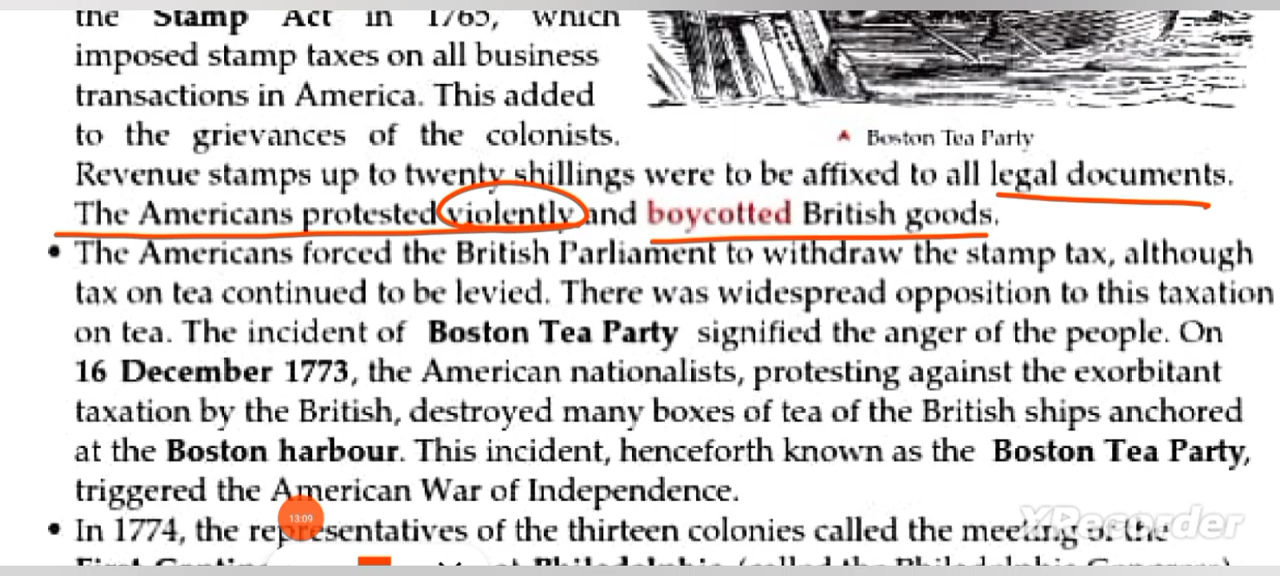 the Stamp Act in 1765, which
imposed stamp taxes on all business
transactions in America. This added
to the grievances of the colonists.
Boston Tea Party
Revenue stamps up to twenty shillings were to be affixed to all legal documents.
The Americans protested violently and boycotted British goods.
• The Americans forced the British Parliament to withdraw the stamp tax, although
tax on tea continued to be levied. There was widespread opposition to this taxation
on tea. The incident of Boston Tea Party signified the anger of the people. On
16 December 1773, the American nationalists, protesting against the exorbitant
taxation by the British, destroyed many boxes of tea of the British ships anchored
at the Boston harbour. This incident, henceforth known as the Boston Tea Party,
triggered the American War of Independence.
13:09
• In 1774, the representatives of the thirteen colonies called the meeting of the
XRecorder
First Philadelphia (called the Philadelphia Congress)